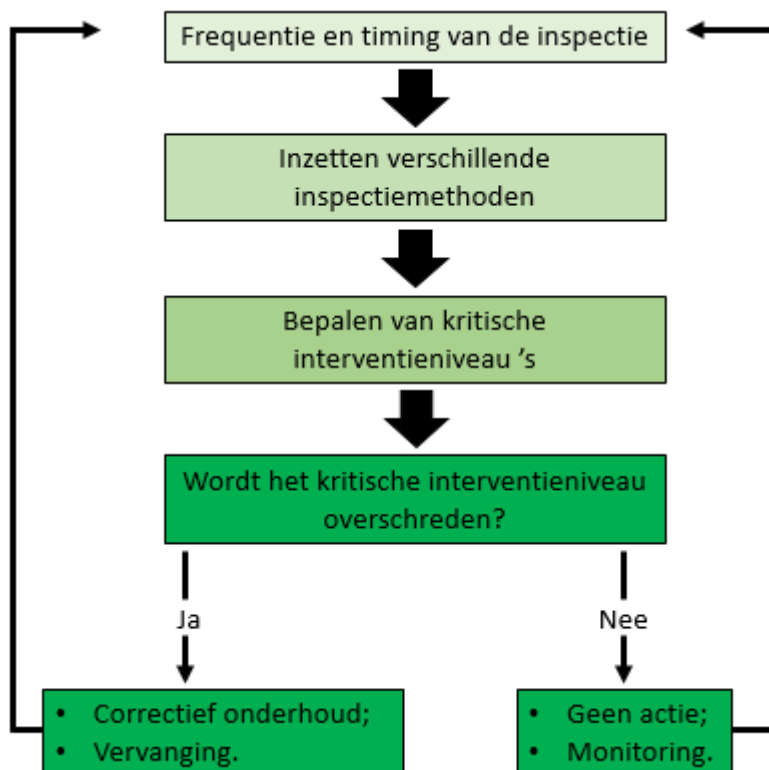 Frequentie en timing van de inspectie
Inzetten verschillende
inspectiemethoden
Bepalen van kritische
interventieniveau 's
Wordt het kritische interventieniveau
overschreden?
Ja
Nee
• Correctief onderhoud;
• Vervanging.
• Geen actie;
• Monitoring.